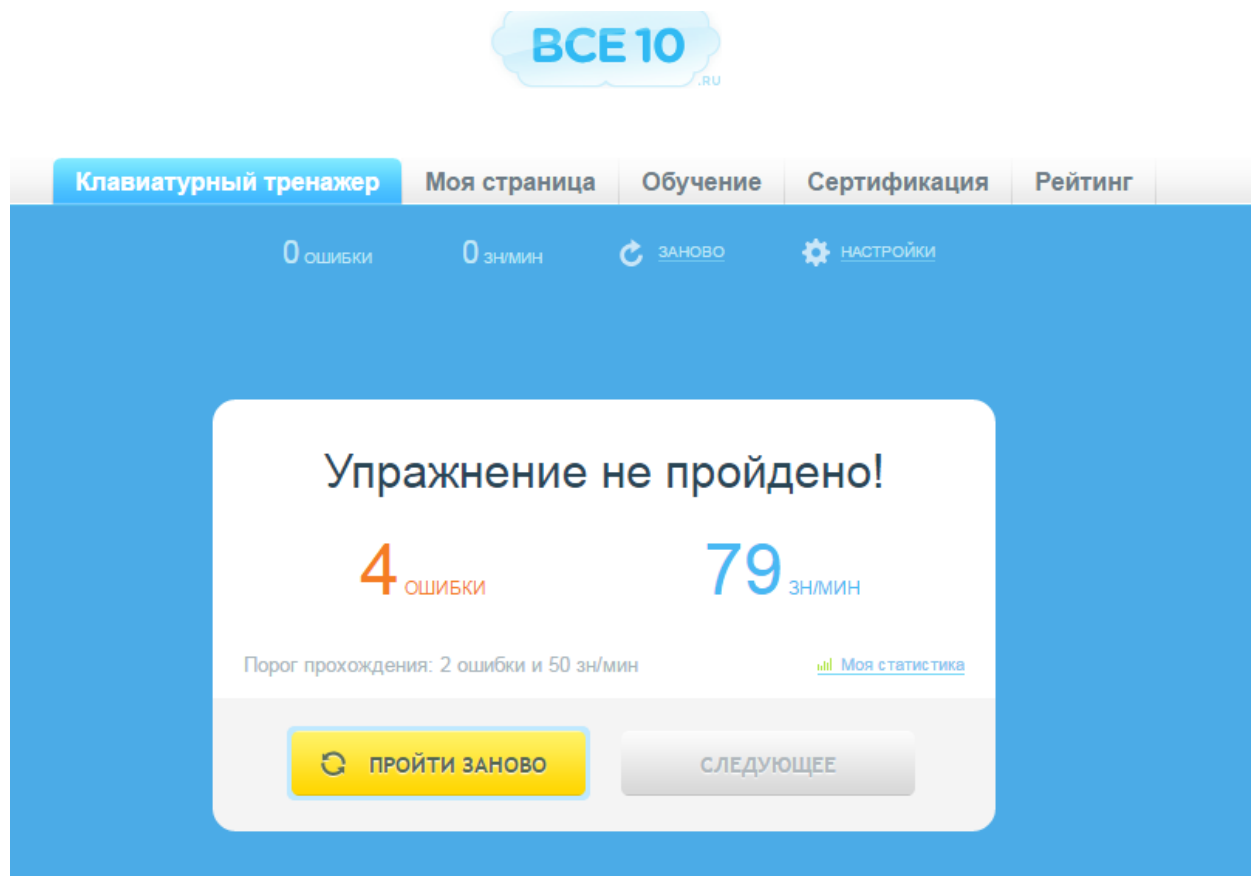 ВСЕ 10
.RU
Клавиатурный тренажер Моя страница Обучение Сертификация Рейтинг
0 ОШИБКИ 0 ЗН/МИН ЗАНОВО НАСТРОЙКИ
Упражнение не пройдено!
4 ОШИБКИ 79 ЗН/МИН
Порог прохождения: 2 ошибки и 50 зн/мин Моя статистика
ПРОЙТИ ЗАНОВО СЛЕДУЮЩЕЕ